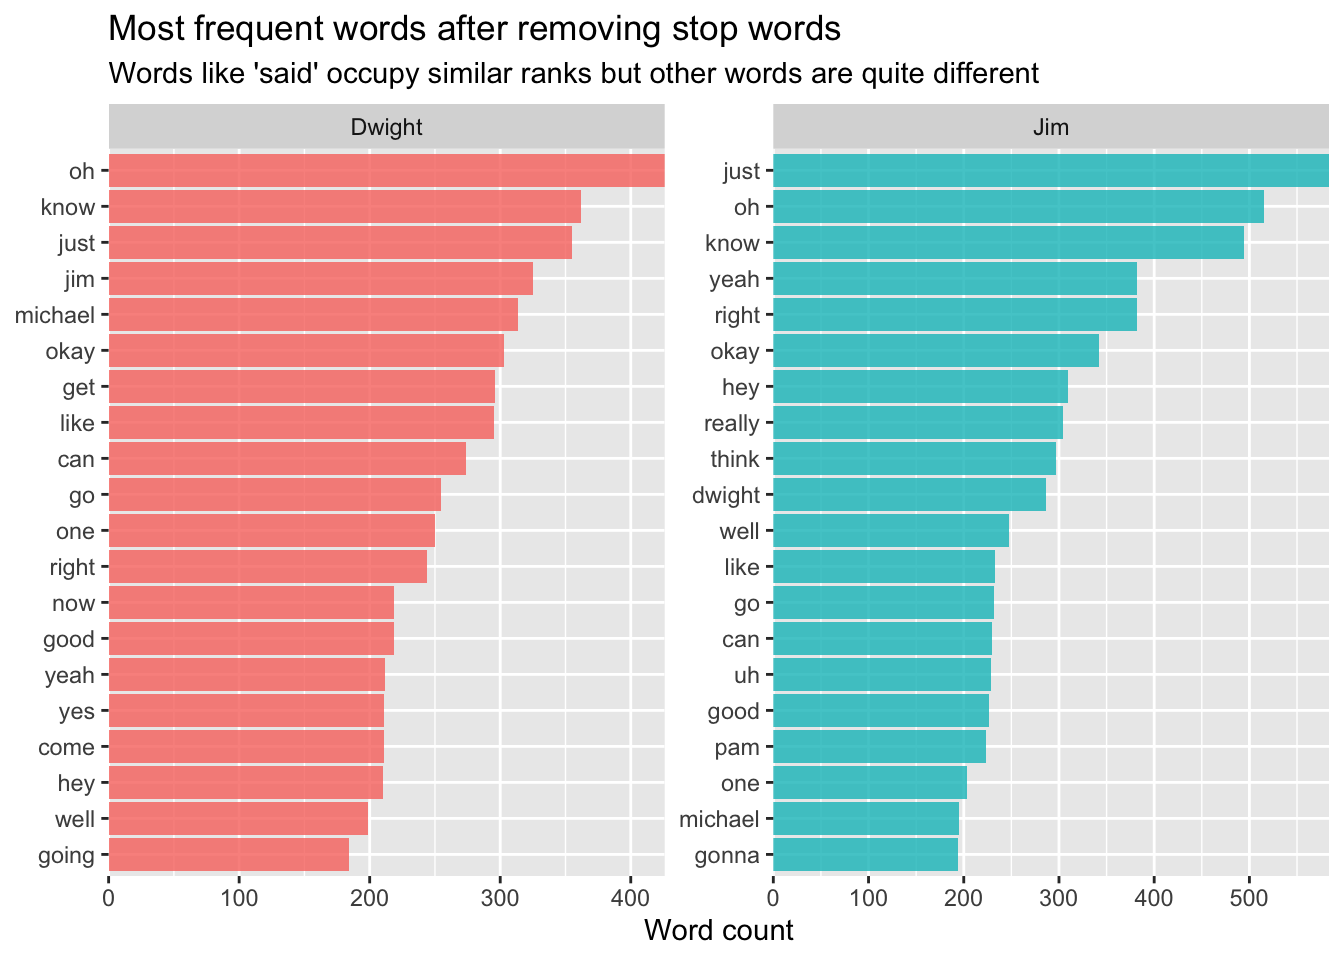 Most frequent words after removing stop words
Words like 'said' occupy similar ranks but other words are quite different
Dwight
oh
know
just
jim
michael
okay
get
like
can
go
one
right
now
good
yeah
yes
come
hey
well
going
0 100 200 300 400
Jim
just
oh
know
yeah
right
okay
hey
really
think
dwight
well
like
go
can
uh
good
pam
one
michael
gonna
0 100 200 300 400 500
Word count